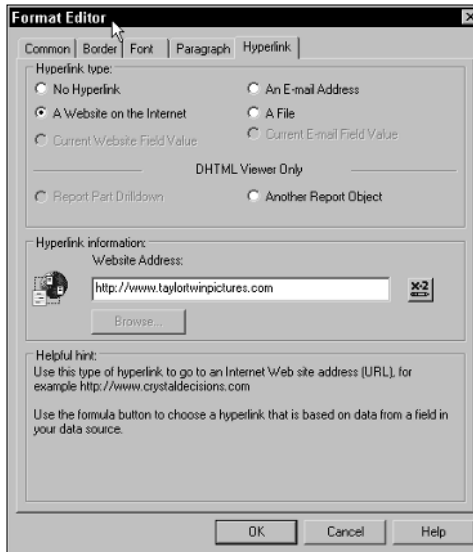 Format Editor
Common Border Font Paragraph Hyperlink
Hyperlink type:
No Hyperlink
An E-mail Address
A Website on the Internet
A File
Current Website Field Value
Current E-mail Field Value
DHTML Viewer Only
Report Part Drilldown
Another Report Object
Hyperlink information:
Website Address:
http://www.taylortwinpictures.com
x-2
Browse...
Helpful hint:
Use this type of hyperlink to go to an Internet Web site address (URL), for
example http://www.crystaldecisions.com
Use the formula button to choose a hyperlink that is based on data from a field in
your data source.
OK Cancel Help